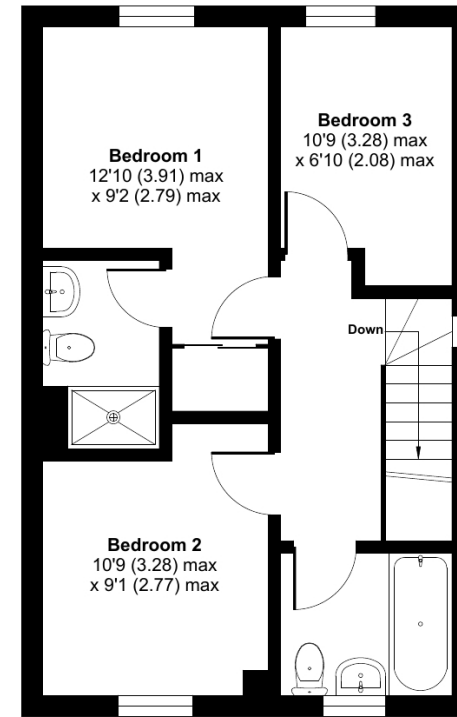 Bedroom 3
10'9 (3.28) max
x 6'10 (2.08) max
Bedroom 1
12'10 (3.91) max
x 9'2 (2.79) max
Down
Bedroom 2
10'9 (3.28) max
x 9'1 (2.77) max